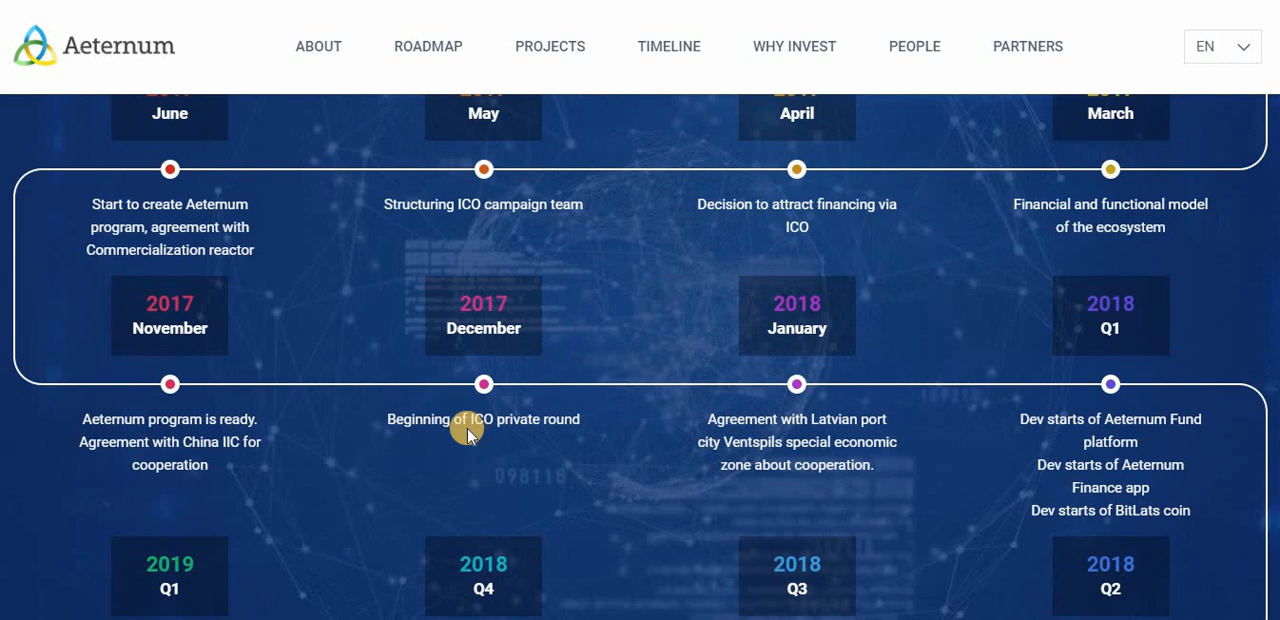 Aeternum
ABOUT
ROADMAP
PROJECTS
TIMELINE
WHY INVEST
PEOPLE
PARTNERS
EN
June
May
April
March
Start to create Aeternum
program, agreement with
Commercialization reactor
Structuring ICO campaign team
Decision to attract financing via
ICO
Financial and functional model
of the ecosystem
2017
November
2017
December
2018
January
2018
Q1
Aeternum program is ready.
Agreement with China IIC for
cooperation
Beginning of ICO private round
Agreement with Latvian port
city Ventspils special economic
zone about cooperation.
Dev starts of Aeternum Fund
platform
Dev starts of Aeternum
Finance app
Dev starts of BitLats coin
098118
2019
Q1
2018
Q4
2018
Q3
2018
Q2